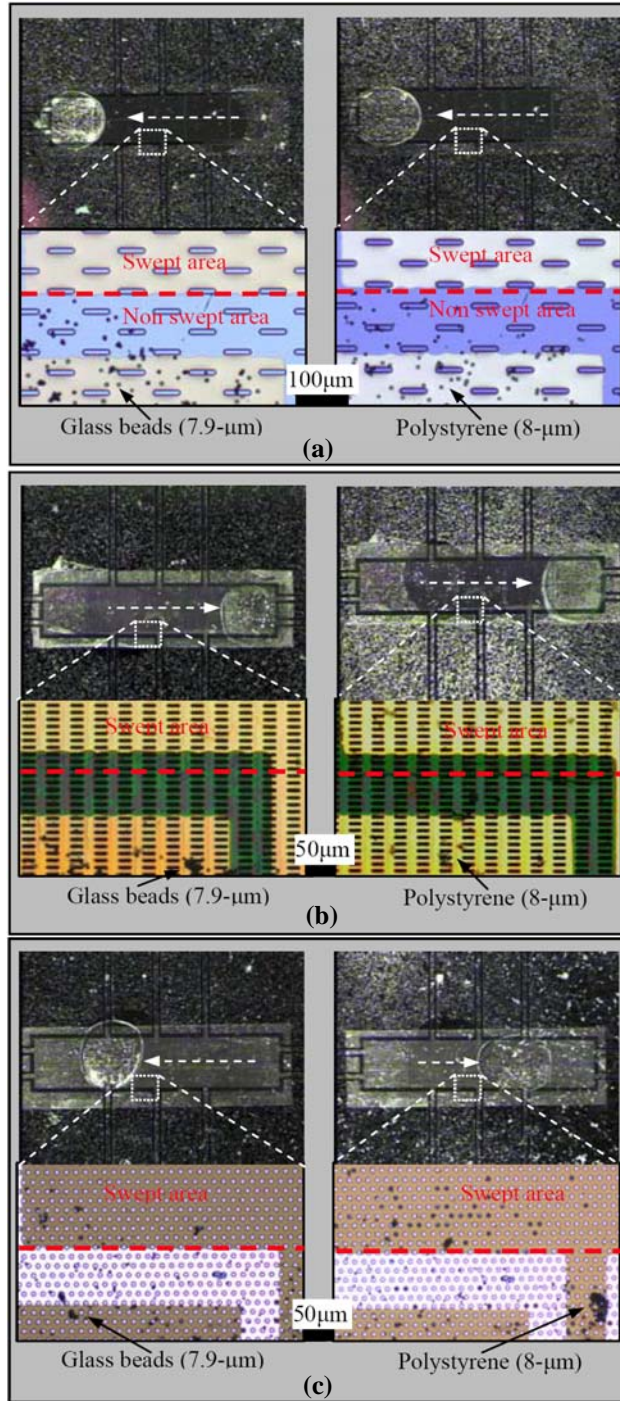 Swept area
Swept area
Non swept area
Non swept area
100μm
Glass beads (7.9-μm)
Polystyrene (8-μm)
(a)
Swept area
Swept area
50μm
Glass beads (7.9-μm)
Polystyrene (8-μm)
(b)
Swept area
Swept area
50μm
Glass beads (7.9-μm)
Polystyrene (8-μm)
(c)